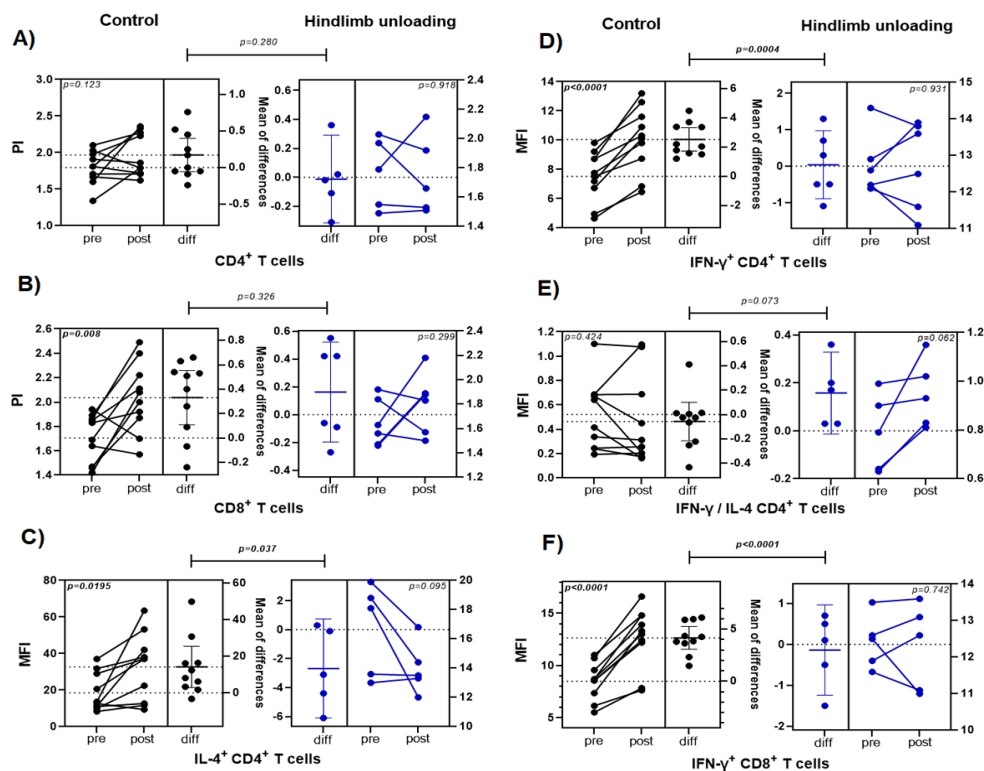 Control
Hindlimb unloading
A)
p=0.280
p=0.123
p=0.918
PI
3.0
2.5
2.0
1.5
1.0
1.0
0.5
0.0
-0.5
Mean of differences
0.6
0.4
0.2
0.0
-0.2
2.4
2.2
2.0
1.8
1.6
1.4
pre
post
diff
diff
pre
post
CD4+ T cells
B)
p=0.326
p=0.008
p=0.299
PI
2.6
2.4
2.2
2.0
1.8
1.6
1.4
0.8
0.6
0.4
0.2
0.0
-0.2
Mean of differences
0.6
0.4
0.2
0.0
-0.2
-0.4
2.4
2.2
2.0
1.8
1.6
1.4
1.2
pre
post
diff
diff
pre
post
CD8+ T cells
C)
p=0.037
p=0.0195
p=0.095
MFI
80
60
40
20
0
60
40
20
0
Mean of differences
2
0
-2
-4
-6
20
18
16
14
12
10
pre
post
diff
diff
pre
post
IL-4+ CD4+ T cells
Control
Hindlimb unloading
D)
p=0.0004
p<0.0001
p=0.931
MFI
14
12
10
8
6
4
6
4
2
0
-2
Mean of differences
2
1
0
-1
15
14
13
12
11
pre
post
diff
diff
pre
post
IFN-γ+ CD4+ T cells
E)
p=0.073
p=0.424
p=0.062
MFI
1.2
1.0
0.8
0.6
0.4
0.2
0.0
0.6
0.4
0.2
0.0
-0.2
-0.4
Mean of differences
0.4
0.2
0.0
-0.2
1.2
1.0
0.8
0.6
pre
post
diff
diff
pre
post
IFN-γ / IL-4 CD4+ T cells
F)
p<0.0001
p<0.0001
p=0.742
MFI
15
10
5
6
4
2
0
-2
-4
Mean of differences
1
0
-1
-2
14
13
12
11
10
pre
post
diff
diff
pre
post
IFN-γ+ CD8+ T cells